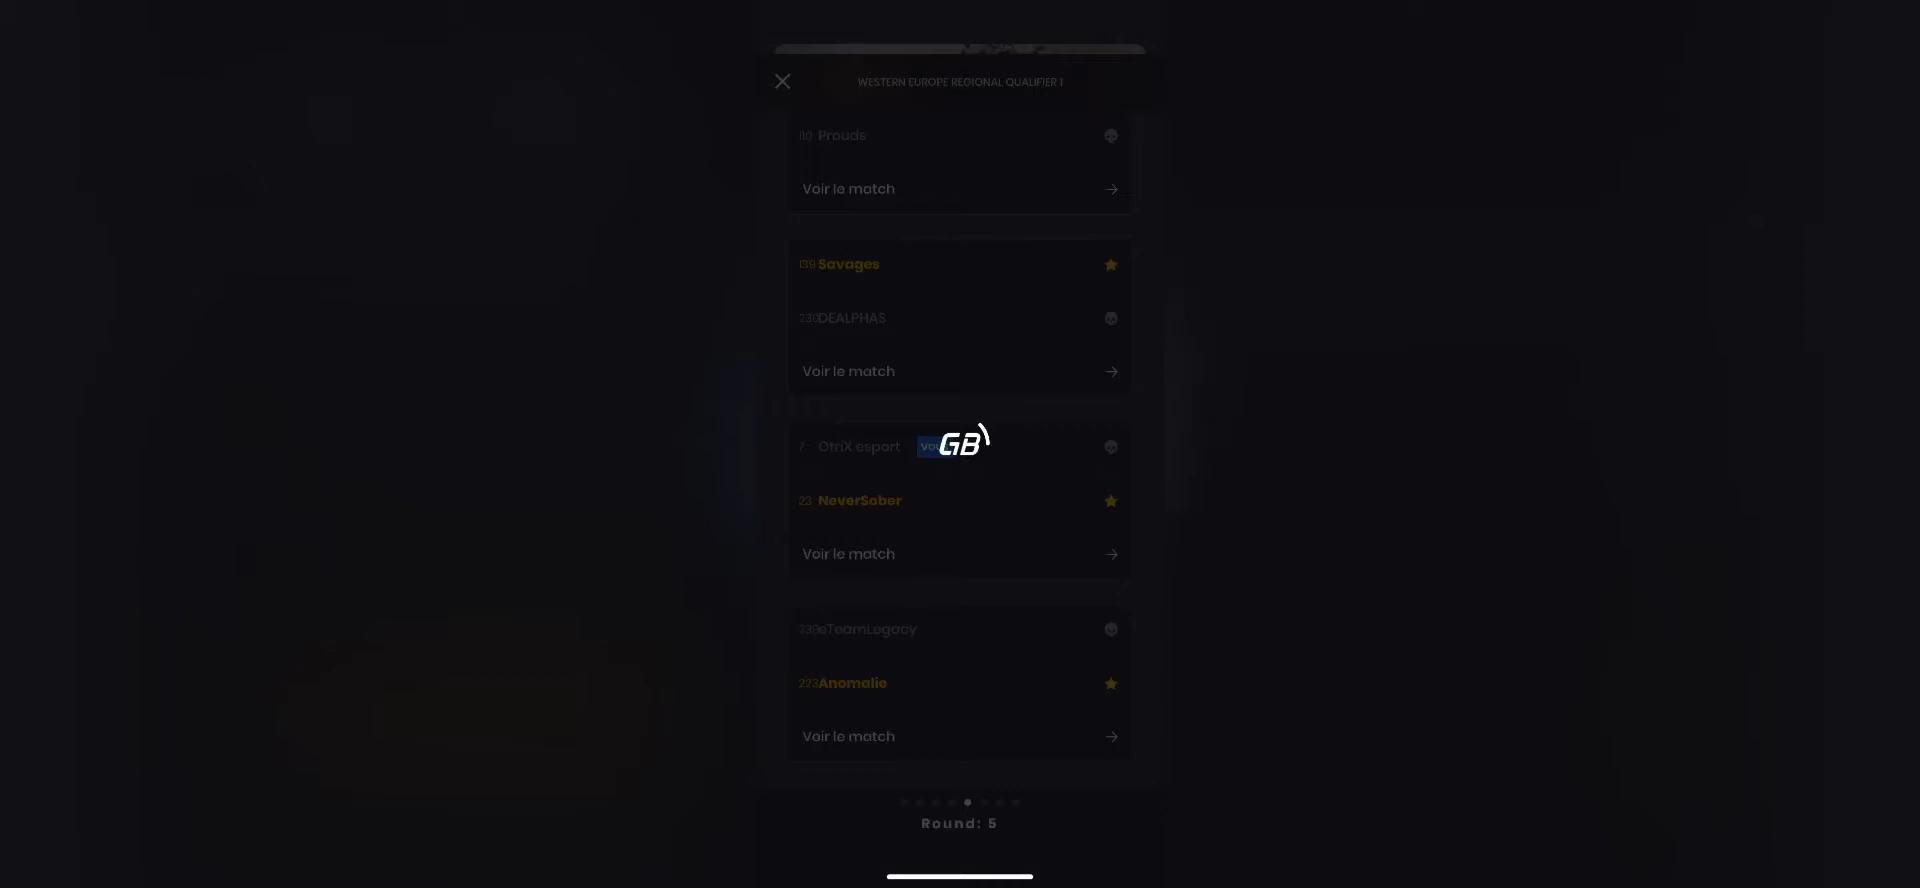 WESTERN EUROPE REGIONAL QUALIFIER 1
110 Prouds
Voir le match
139 Savages
230 DEALPHAS
Voir le match
7 OtriX esport
GB
23 NeverSober
Voir le match
eTeamLegacy
223 Anomalie
Voir le match
Round: 5